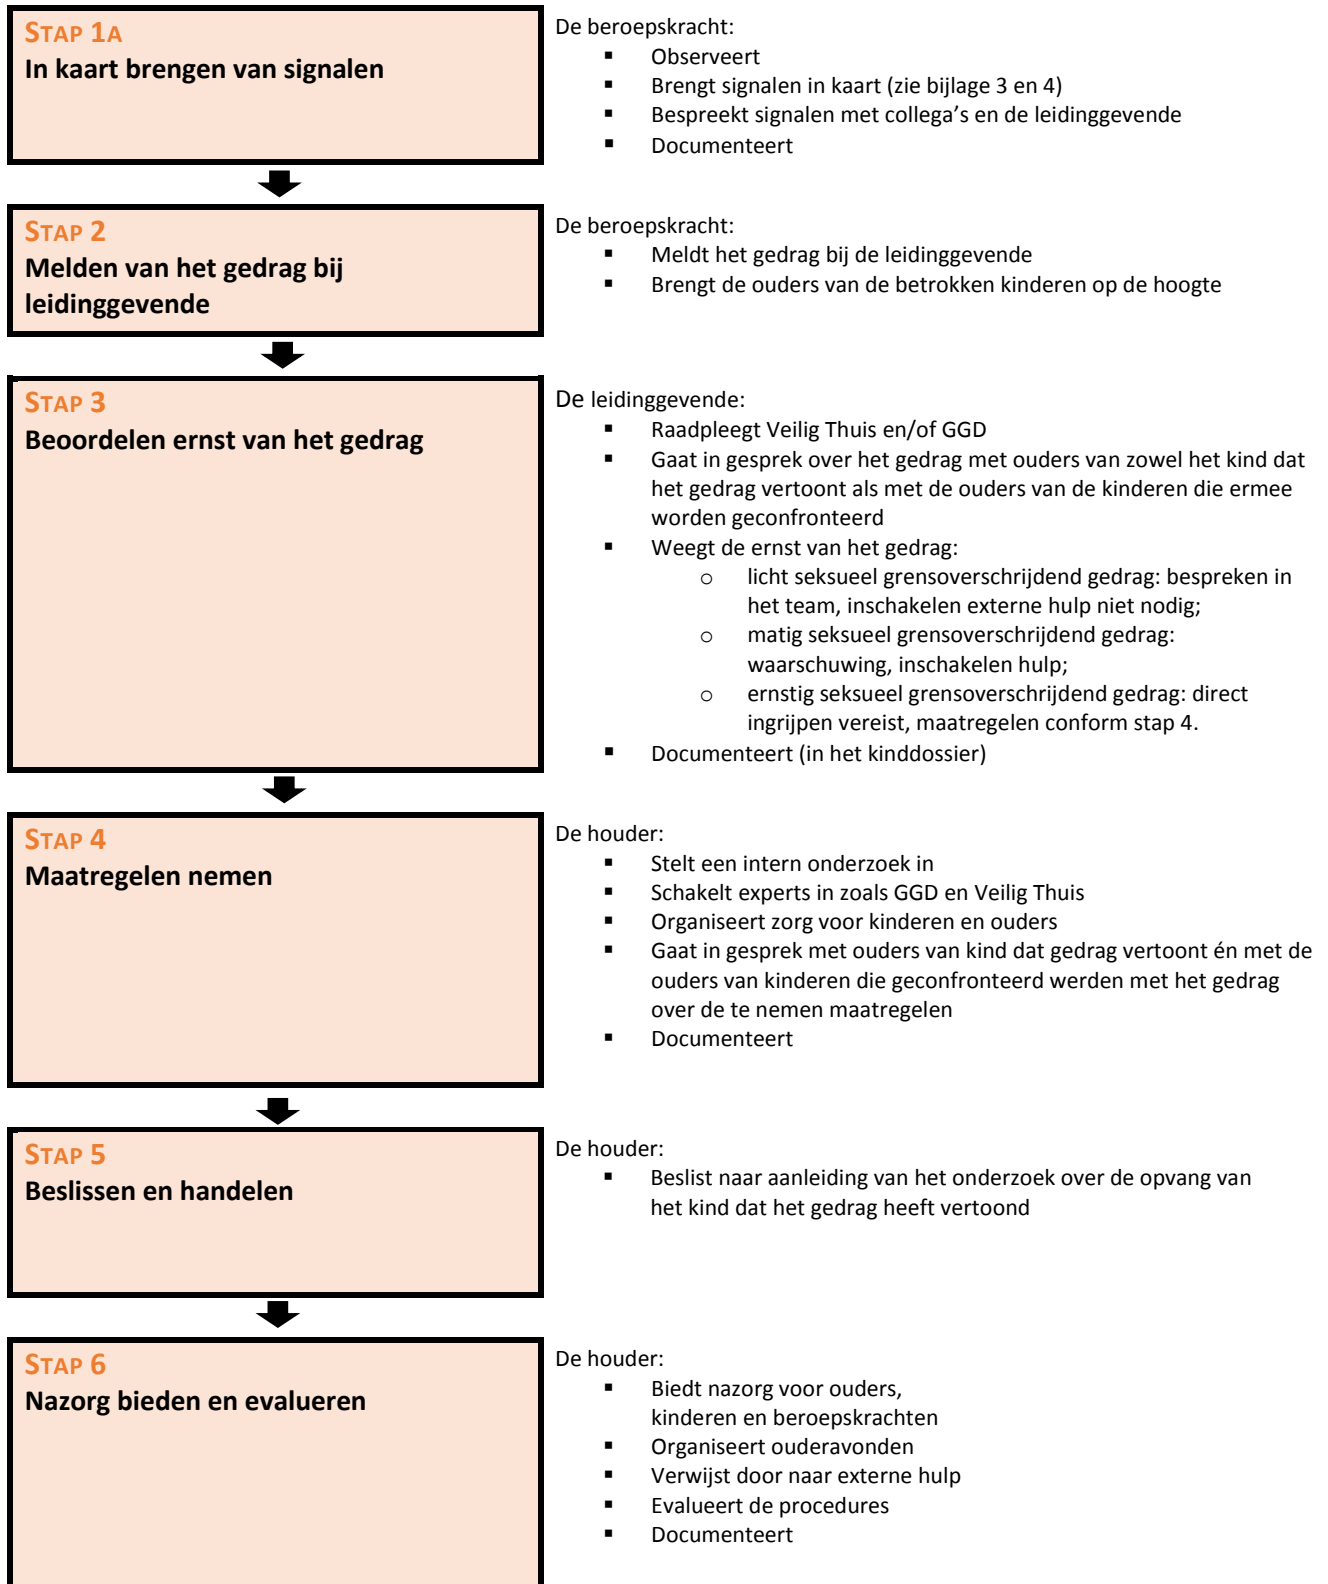 STAP 1A
In kaart brengen van signalen
De beroepskracht:
▪ Observeert
▪ Brengt signalen in kaart (zie bijlage 3 en 4)
▪ Bespreekt signalen met collega's en de leidinggevende
▪ Documenteert
STAP 2
Melden van het gedrag bij
leidinggevende
De beroepskracht:
▪ Meldt het gedrag bij de leidinggevende
▪ Brengt de ouders van de betrokken kinderen op de hoogte
STAP 3
Beoordelen ernst van het gedrag
De leidinggevende:
▪ Raadpleegt Veilig Thuis en/of GGD
▪ Gaat in gesprek over het gedrag met ouders van zowel het kind dat
het gedrag vertoont als met de ouders van de kinderen die ermee
worden geconfronteerd
▪ Weegt de ernst van het gedrag:
o licht seksueel grensoverschrijdend gedrag: bespreken in
het team, inschakelen externe hulp niet nodig;
o matig seksueel grensoverschrijdend gedrag:
waarschuwing, inschakelen hulp;
o ernstig seksueel grensoverschrijdend gedrag: direct
ingrijpen vereist, maatregelen conform stap 4.
▪ Documenteert (in het kinddossier)
STAP 4
Maatregelen nemen
De houder:
▪ Stelt een intern onderzoek in
▪ Schakelt experts in zoals GGD en Veilig Thuis
▪ Organiseert zorg voor kinderen en ouders
▪ Gaat in gesprek met ouders van kind dat gedrag vertoont én met de
ouders van kinderen die geconfronteerd werden met het gedrag
over de te nemen maatregelen
▪ Documenteert
STAP 5
Beslissen en handelen
De houder:
▪ Beslist naar aanleiding van het onderzoek over de opvang van
het kind dat het gedrag heeft vertoond
STAP 6
Nazorg bieden en evalueren
De houder:
▪ Biedt nazorg voor ouders,
kinderen en beroepskrachten
▪ Organiseert ouderavonden
▪ Verwijst door naar externe hulp
▪ Evalueert de procedures
▪ Documenteert